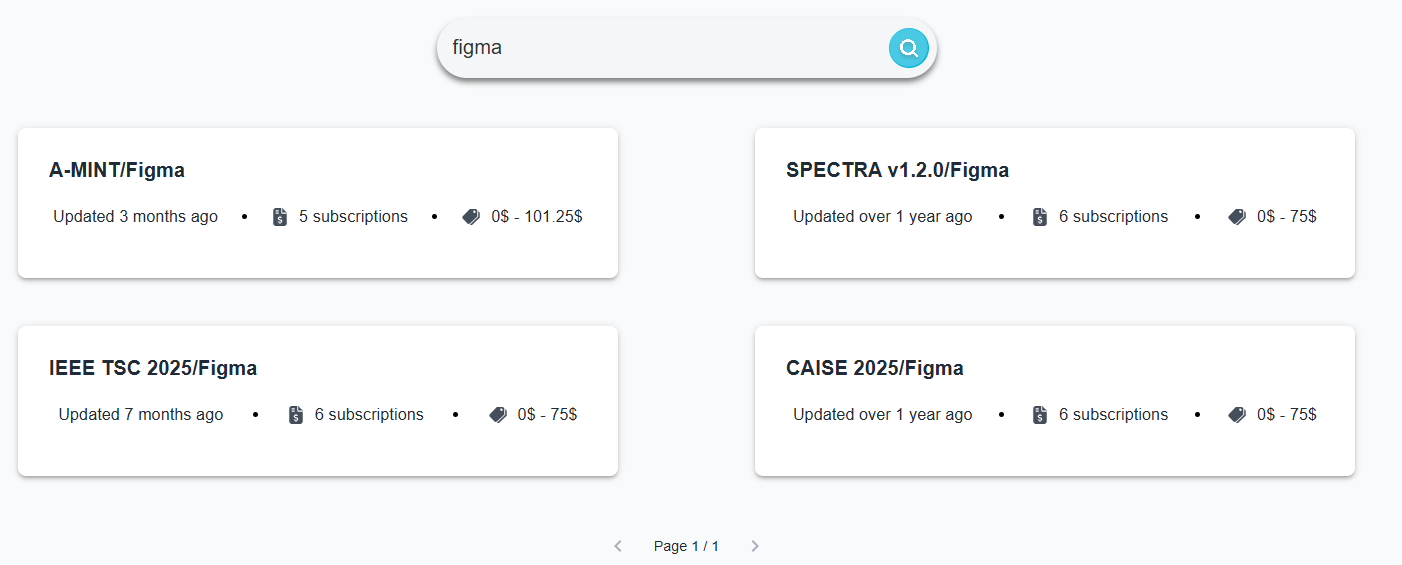 figma
A-MINT/Figma
Updated 3 months ago • 5 subscriptions • 0$ - 101.25$
SPECTRA v1.2.0/Figma
Updated over 1 year ago • 6 subscriptions • 0$ - 75$
IEEE TSC 2025/Figma
Updated 7 months ago • 6 subscriptions • 0$ - 75$
CAISE 2025/Figma
Updated over 1 year ago • 6 subscriptions • 0$ - 75$
Page 1 / 1